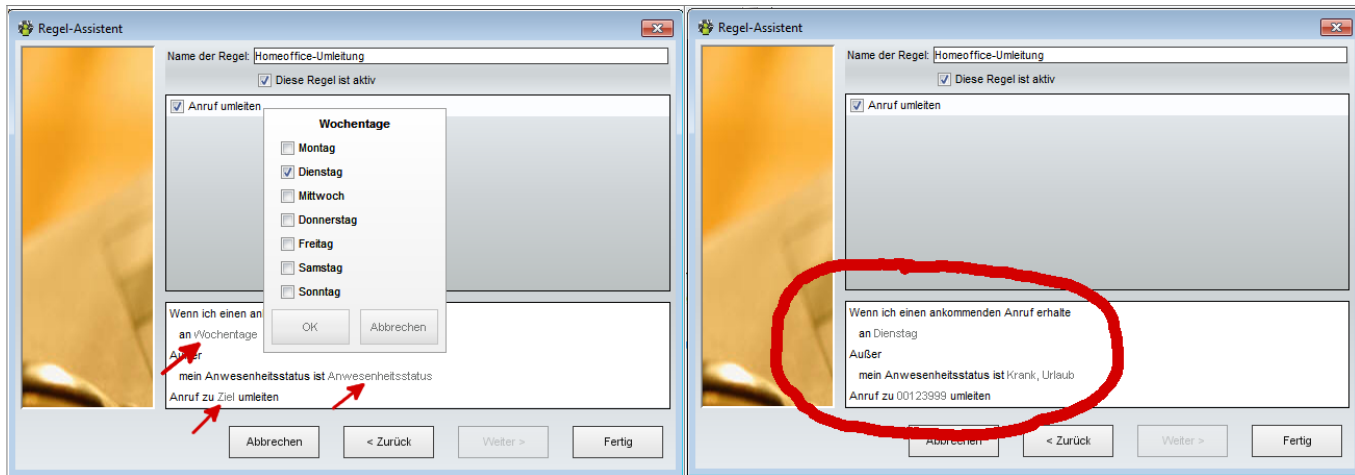 Regel-Assistent
Name der Regel: Homeoffice-Umleitung
Diese Regel ist aktiv
Anruf umleiten
Wochentage
Montag
Dienstag
Mittwoch
Donnerstag
Freitag
Samstag
Sonntag
OK Abbrechen
Wenn ich einen an
an Wochentage
Außer
mein Anwesenheitsstatus ist Anwesenheitsstatus
Anruf zu Ziel umleiten
Abbrechen < Zurück Weiter > Fertig
Regel-Assistent
Name der Regel: Homeoffice-Umleitung
Diese Regel ist aktiv
Anruf umleiten
Wenn ich einen ankommenden Anruf erhalte
an Dienstag
Außer
mein Anwesenheitsstatus ist Krank, Urlaub
Anruf zu 00123999 umleiten
Abbrechen < Zurück Weiter > Fertig